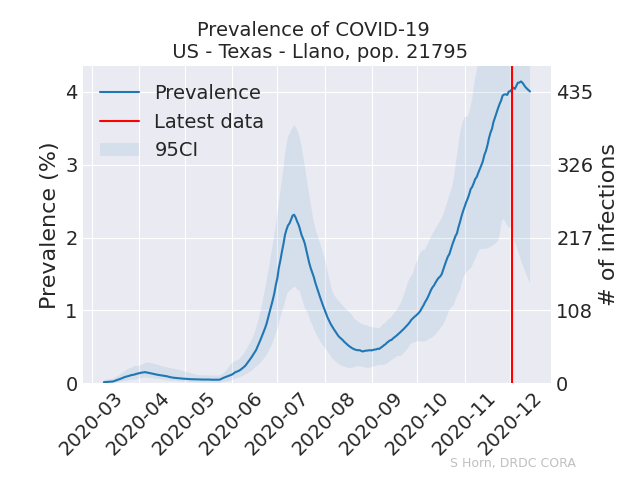 Prevalence of COVID-19
US - Texas - Llano, pop. 21795
Prevalence
Latest data
95CI
Prevalence (%)
4
3
2
1
0
# of infections
435
326
217
108
0
2020-03
2020-04
2020-05
2020-06
2020-07
2020-08
2020-09
2020-10
2020-11
2020-12
S Horn, DRDC CORA